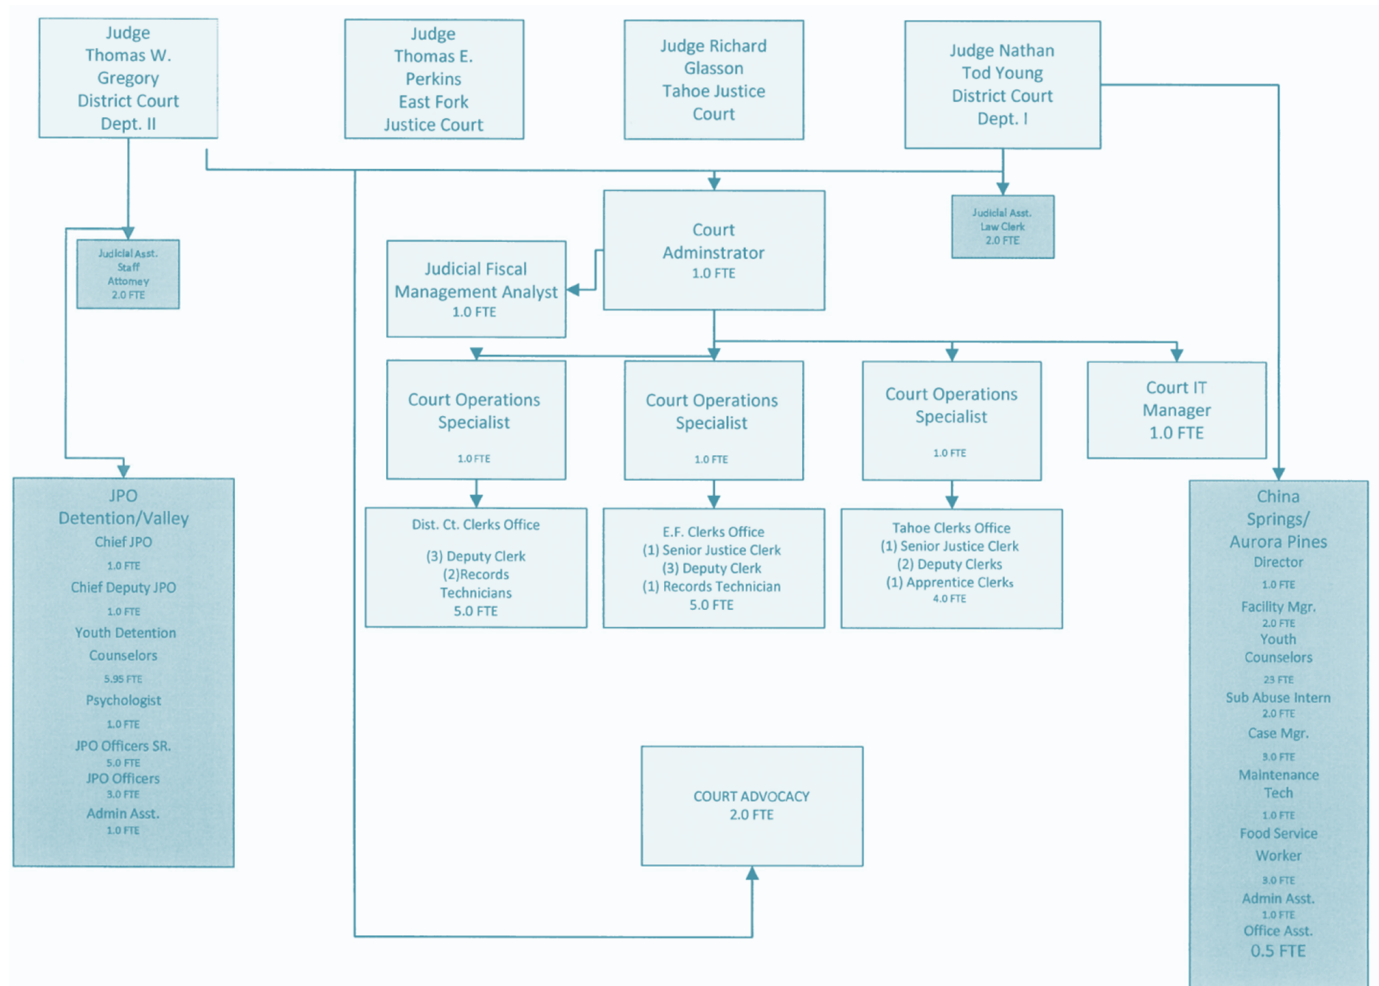 Judge
Thomas W.
Gregory
District Court
Dept. II
Judge
Thomas E.
Perkins
East Fork
Justice Court
Judge Richard
Glasson
Tahoe Justice
Court
Judge Nathan
Tod Young
District Court
Dept. I
Judicial Asst.
Staff
Attorney
2.0 FTE
Judicial Fiscal
Management Analyst
1.0 FTE
Court
Adminstrator
1.0 FTE
Judicial Asst.
Law Clerk
2.0 FTE
Court Operations
Specialist
1.0 FTE
Court Operations
Specialist
1.0 FTE
Court Operations
Specialist
1.0 FTE
Court IT
Manager
1.0 FTE
JPO
Detention/Valley
Chief JPO
1.0 FTE
Chief Deputy JPO
1.0 FTE
Youth Detention
Counselors
5.95 FTE
Psychologist
1.0 FTE
JPO Officers SR.
5.0 FTE
JPO Officers
3.0 FTE
Admin Asst.
1.0 FTE
Dist. Ct. Clerks Office
(3) Deputy Clerk
(2)Records
Technicians
5.0 FTE
E.F. Clerks Office
(1) Senior Justice Clerk
(3) Deputy Clerk
(1) Records Technician
5.0 FTE
Tahoe Clerks Office
(1) Senior Justice Clerk
(2) Deputy Clerks
(1) Apprentice Clerks
4.0 FTE
China
Springs/
Aurora Pines
Director
1.0 FTE
Facility Mgr.
2.0 FTE
Youth
Counselors
23 FTE
Sub Abuse Intern
2.0 FTE
Case Mgr.
3.0 FTE
Maintenance
Tech
1.0 FTE
Food Service
Worker
3.0 FTE
Admin Asst.
1.0 FTE
Office Asst.
0.5 FTE
COURT ADVOCACY
2.0 FTE